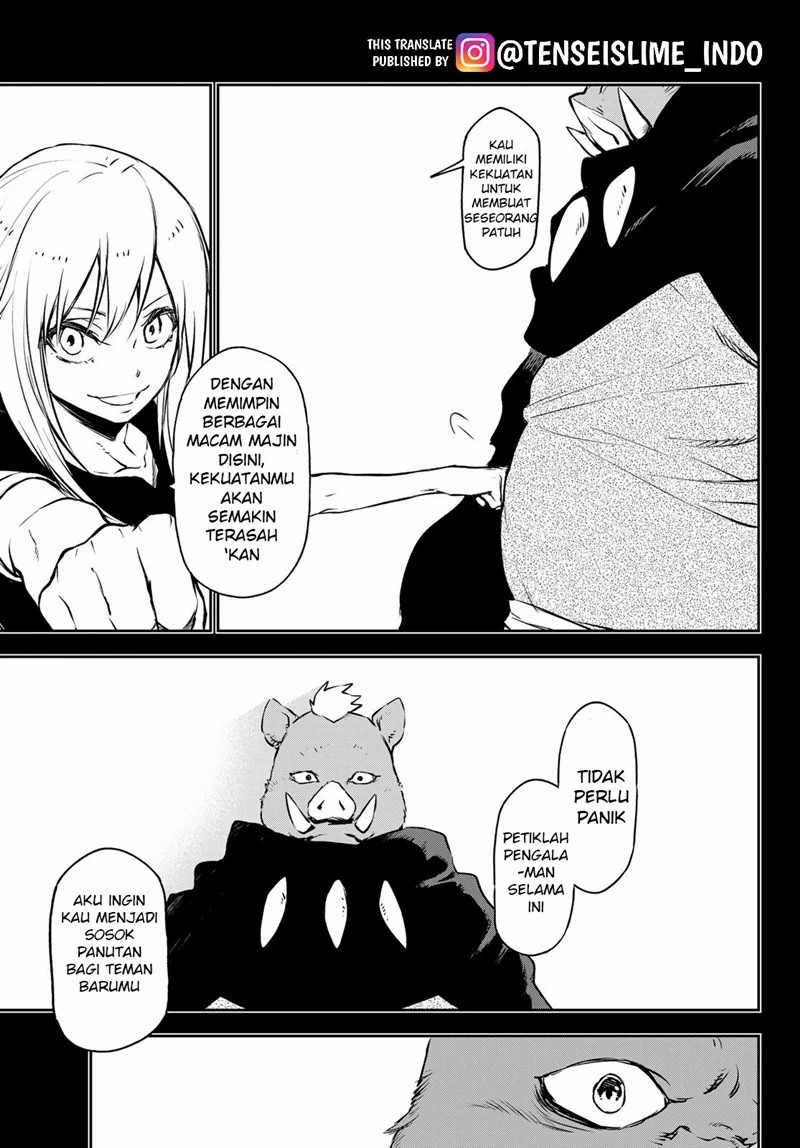 THIS TRANSLATE
PUBLISHED BY
@TENSEISLIME_INDO
KAU
MEMILIKI
KEKUATAN
UNTUK
MEMBUAT
SESEORANG
PATUH
DENGAN
MEMIMPIN
BERBAGAI
MACAM MAJIN
DISINI,
KEKUATANMU
AKAN
SEMAKIN
TERASAH
'KAN
TIDAK
PERLU
PANIK
PETIKLAH
PENGALA
-MAN
SELAMA
INI
AKU INGIN
KAU MENJADI
SOSOK
PANUTAN
BAGI TEMAN
BARUMU